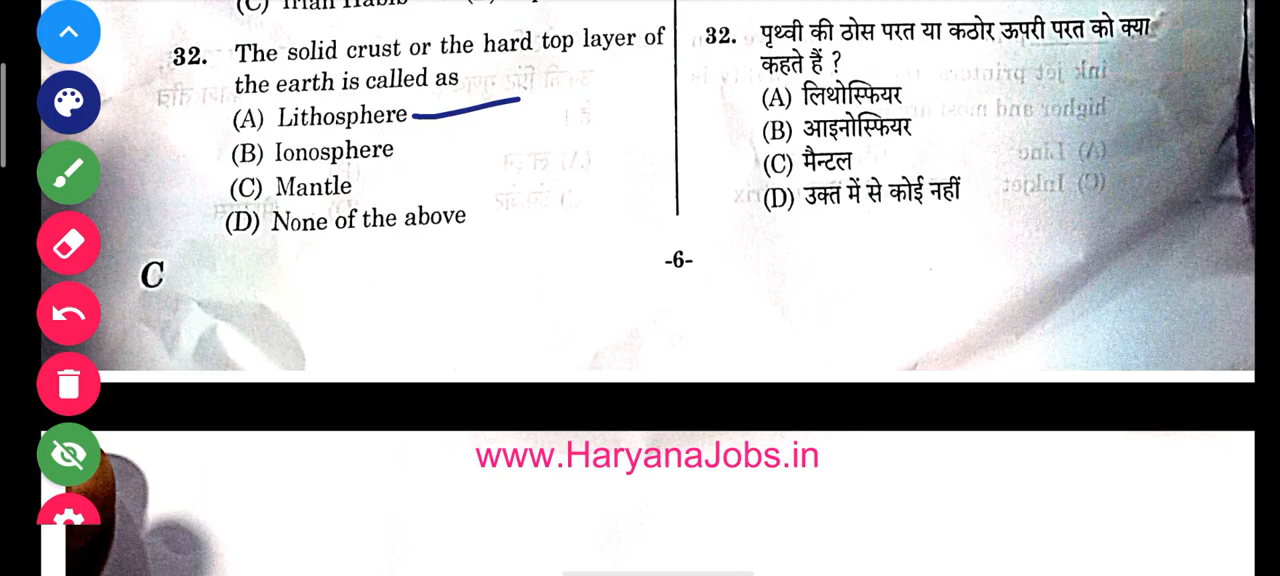 32. The solid crust or the hard top layer of
the earth is called as
(A) Lithosphere
(B) Ionosphere
(C) Mantle
(D) None of the above
C
32. पृथ्वी की ठोस परत या कठोर ऊपरी परत को क्या
कहते हैं ?
(A) लिथोस्फियर
(B) आइनोस्फियर
(C) मैन्टल
(D) उक्त में से कोई नहीं
-6-
www.HaryanaJobs.in